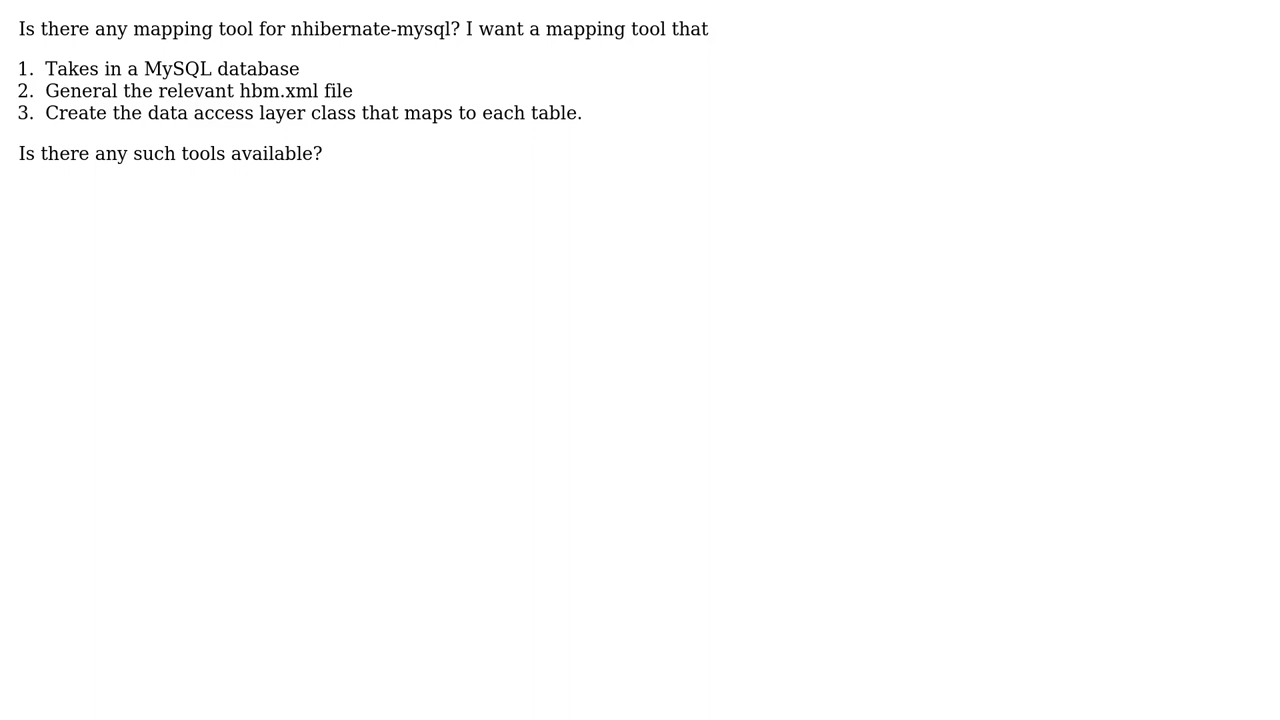 Is there any mapping tool for nhibernate-mysql? I want a mapping tool that
1. Takes in a MySQL database
2. General the relevant hbm.xml file
3. Create the data access layer class that maps to each table.
Is there any such tools available?